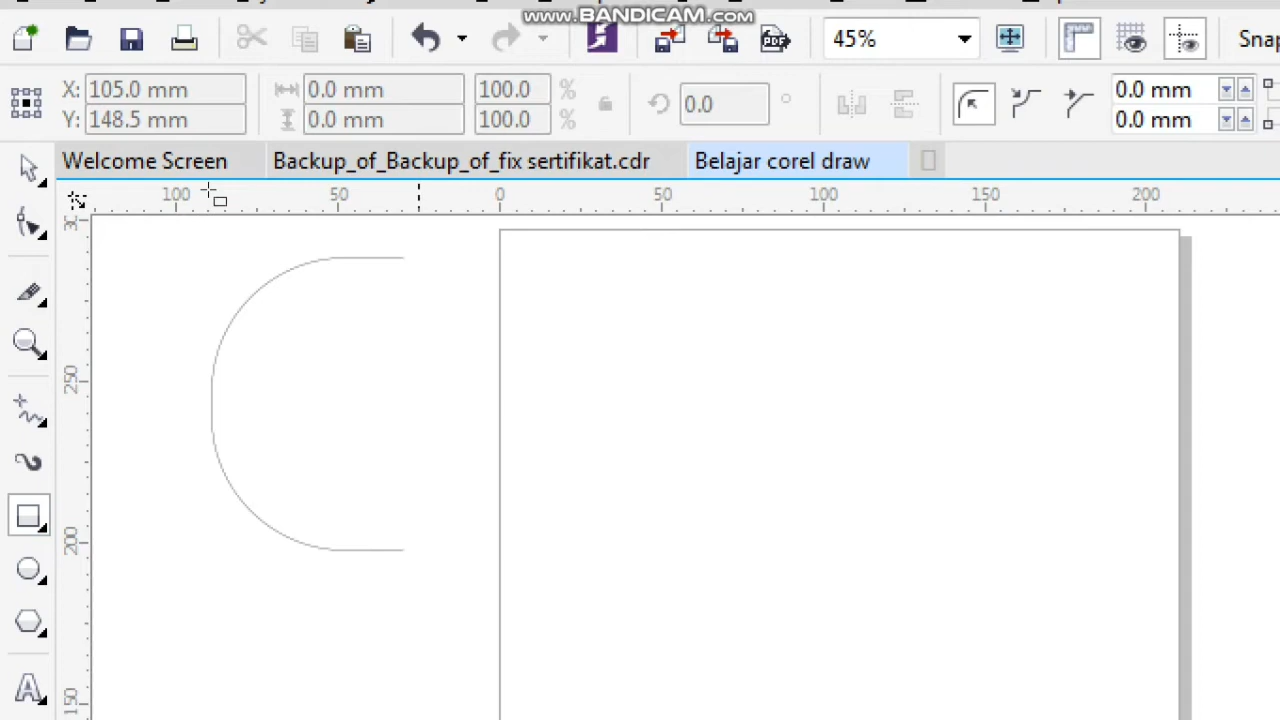 www.BANDICAM.com
PDF
45%
Snap
X: 105.0 mm
0.0 mm
100.0 %
0.0
0.0 mm
Y: 148.5 mm
0.0 mm
100.0 %
0.0 mm
Welcome Screen
Backup_of_Backup_of_fix sertifikat.cdr
Belajar corel draw
100 50 0 50 100 150 200
250
200
150